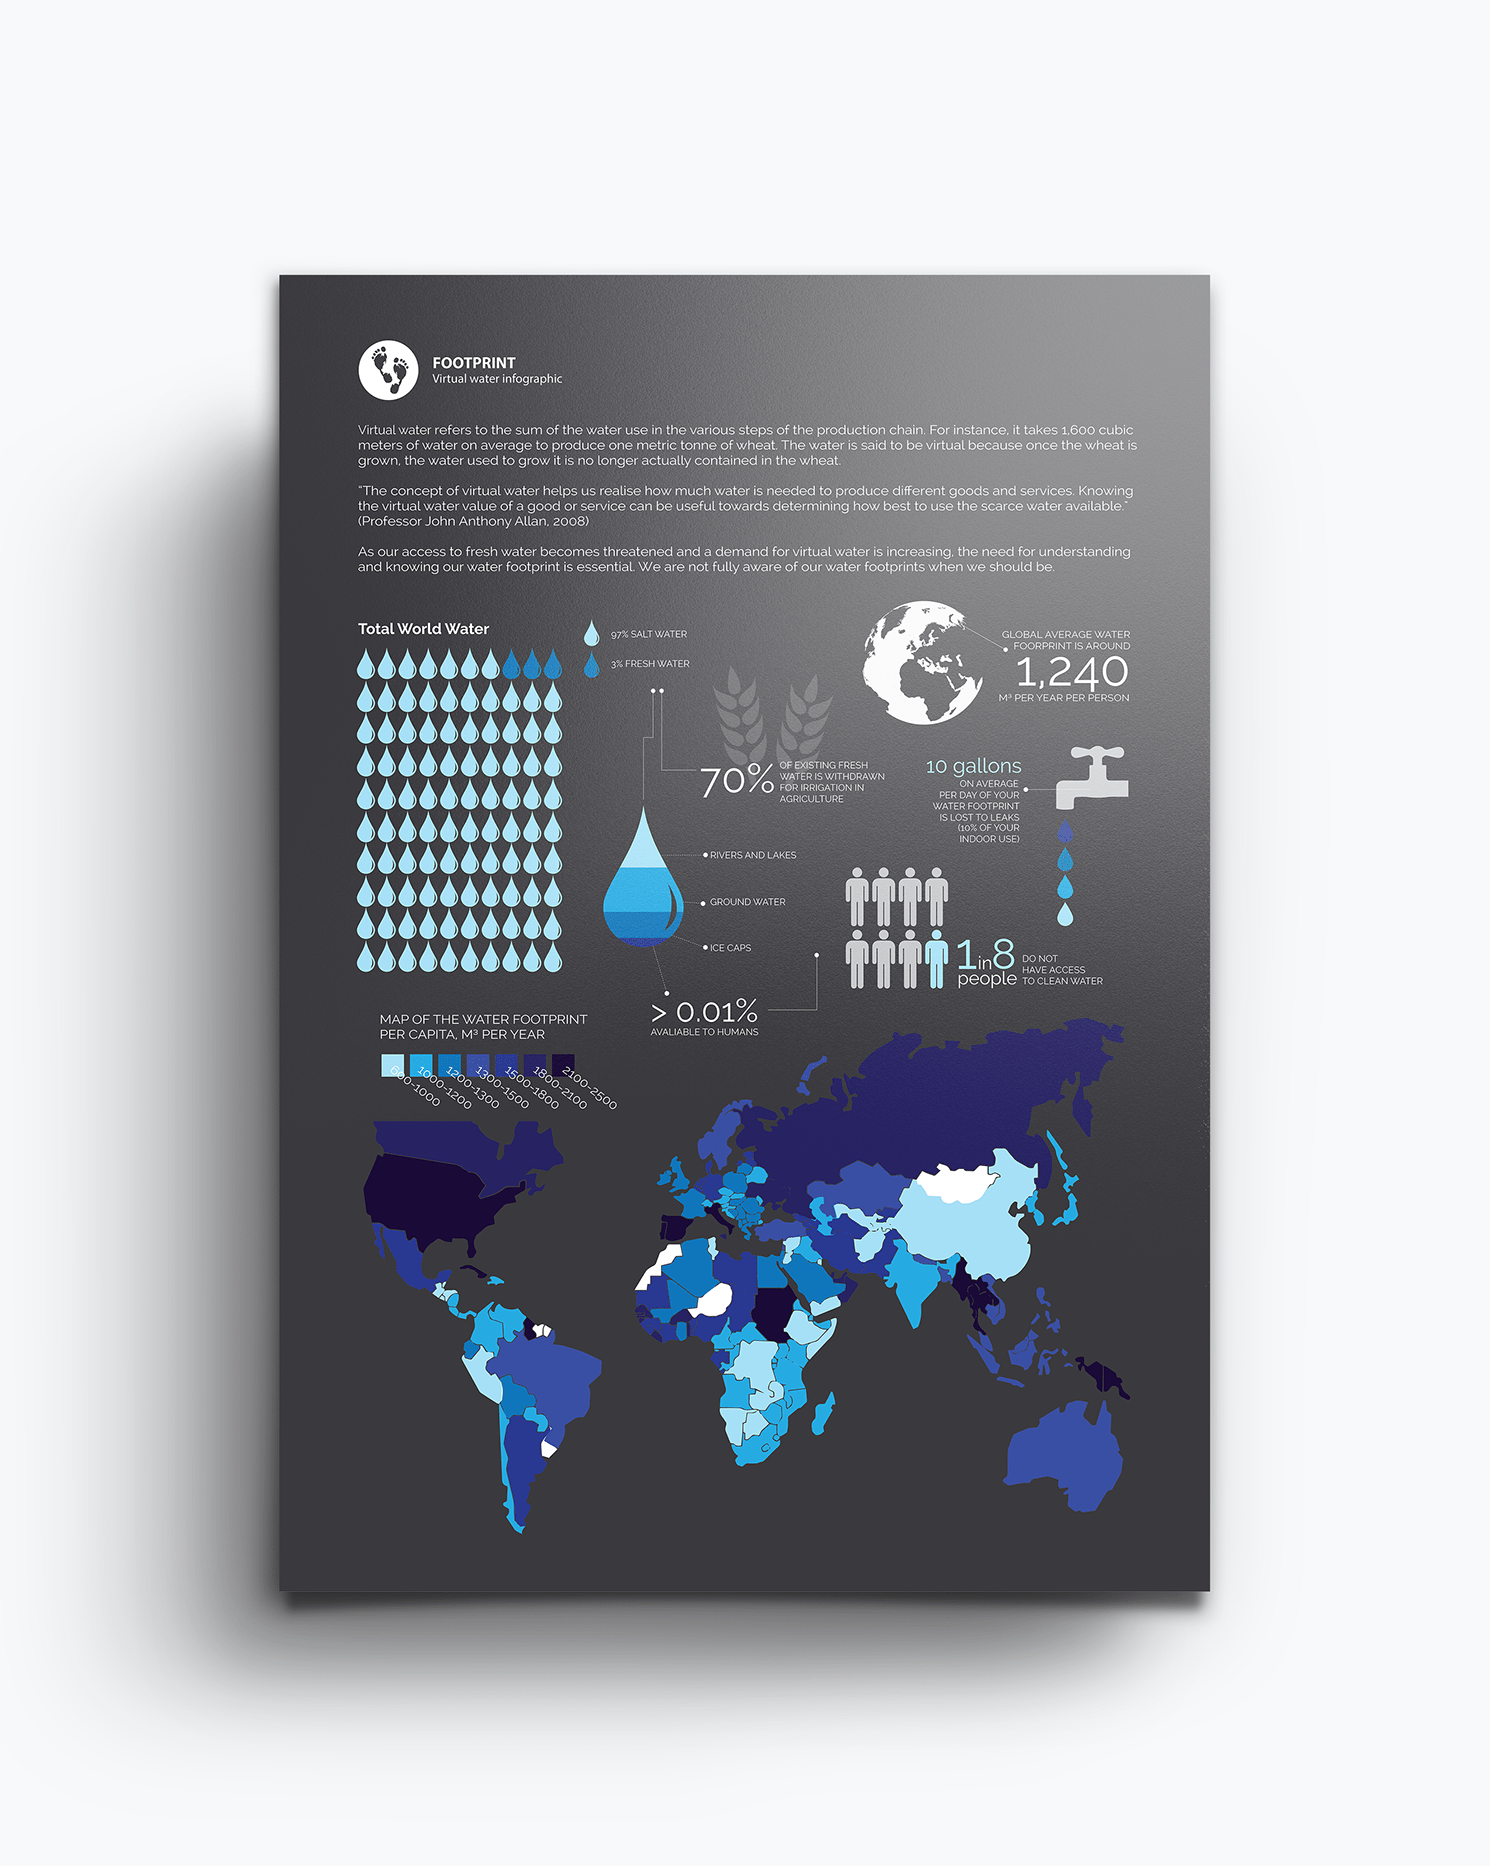 FOOTPRINT
Virtual water infographic
Virtual water refers to the sum of the water use in the various steps of the production chain. For instance, it takes 1,600 cubic
meters of water on average to produce one metric tonne of wheat. The water is said to be virtual because once the wheat is
grown, the water used to grow it is no longer actually contained in the wheat.
"The concept of virtual water helps us realise how much water is needed to produce different goods and services. Knowing
the virtual water value of a good or service can be useful towards determining how best to use the scarce water available."
(Professor John Anthony Allan, 2008)
As our access to fresh water becomes threatened and a demand for virtual water is increasing, the need for understanding
and knowing our water footprint is essential. We are not fully aware of our water footprints when we should be.
Total World Water
97% SALT WATER
3% FRESH WATER
GLOBAL AVERAGE WATER
FOORPRINT IS AROUND
1,240
M³ PER YEAR PER PERSON
70%
OF EXISTING FRESH
WATER IS WITHDRAWN
FOR IRRIGATION IN
AGRICULTURE
10 gallons
ON AVERAGE
PER DAY OF YOUR
WATER FOOTPRINT
IS LOST TO LEAKS
(10% OF YOUR
INDOOR USE)
RIVERS AND LAKES
GROUND WATER
ICE CAPS
> 0.01%
AVALIABLE TO HUMANS
1in8
people
DO NOT
HAVE ACCESS
TO CLEAN WATER
MAP OF THE WATER FOOTPRINT
PER CAPITA, M³ PER YEAR
600-1000
1000-1200
1200-1300
1300-1500
1500-1800
1800-2100
2100-2500